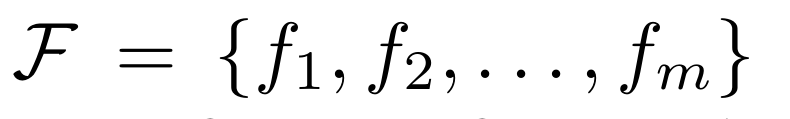 ℱ = {f₁, f₂, . . . , fₘ}